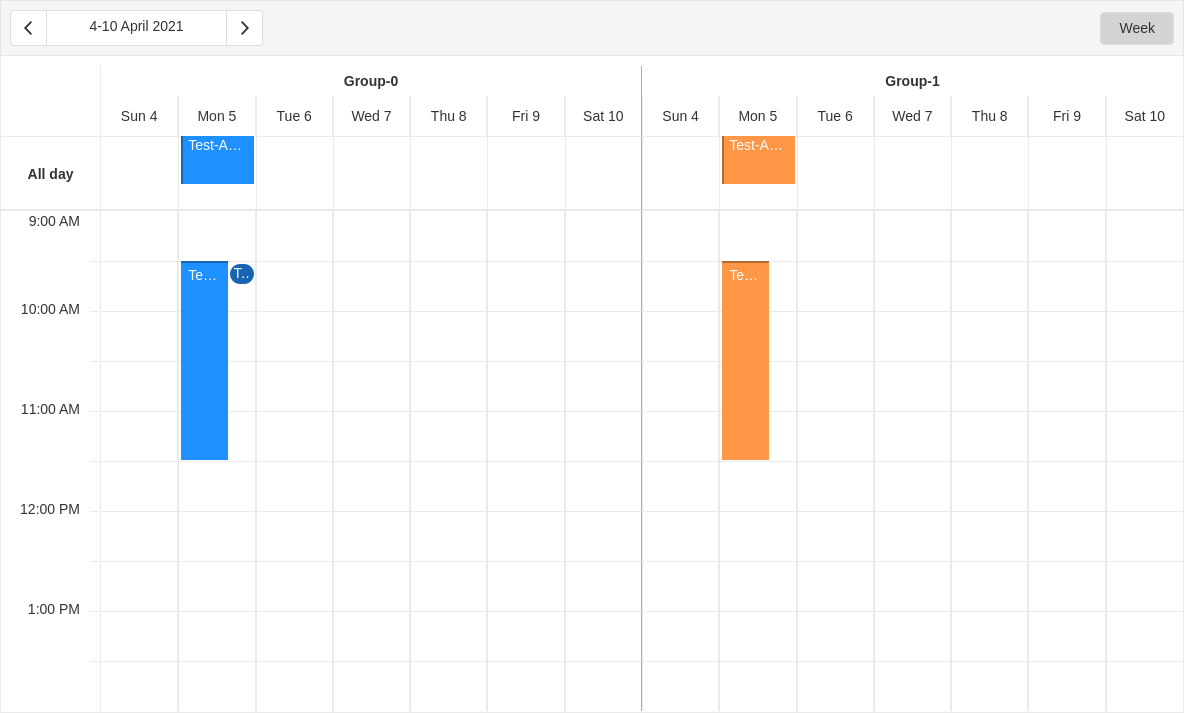 4-10 April 2021
Week
Group-0 Group-1
Sun 4 Mon 5 Tue 6 Wed 7 Thu 8 Fri 9 Sat 10 Sun 4 Mon 5 Tue 6 Wed 7 Thu 8 Fri 9 Sat 10
Test-A… Test-A…
All day
9:00 AM
Te… T.. Te…
10:00 AM
11:00 AM
12:00 PM
1:00 PM